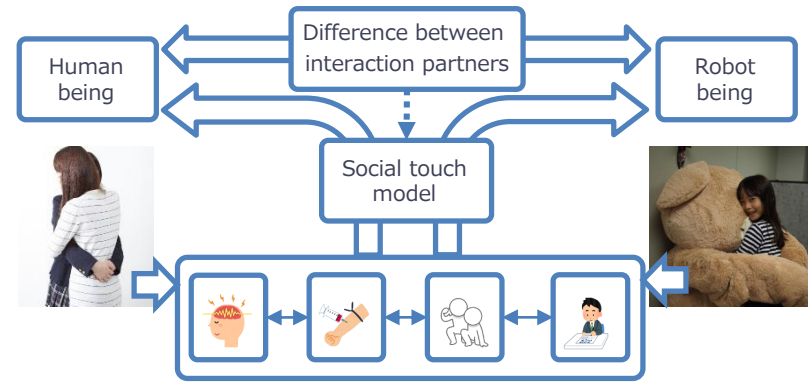 Difference between
interaction partners
Human
being
Robot
being
Social touch
model